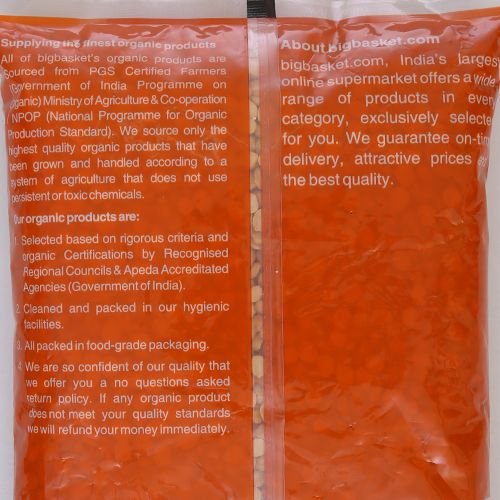 Supplying the finest organic products
All of bigbasket's organic products are
Sourced from PGS Certified Farmers
(Government of India Programme on
Organic) Ministry of Agriculture & Co-operation
NPOP (National Programme for Organic
Production Standard). We source only the
highest quality organic products that have
been grown and handled according to a
system of agriculture that does not use
persistent or toxic chemicals.
Our organic products are:
1. Selected based on rigorous criteria and
organic Certifications by Recognised
Regional Councils & Apeda Accreditated
Agencies (Government of India).
2. Cleaned and packed in our hygienic
facilities.
3. All packed in food-grade packaging.
4. We are so confident of our quality that
we offer you a no questions asked
return policy. If any organic product
does not meet your quality standards
we will refund your money immediately.
About bigbasket.com
bigbasket.com, India's largest
online supermarket offers a wide
range of products in every
category, exclusively selected
for you. We guarantee on-time
delivery, attractive prices and
the best quality.